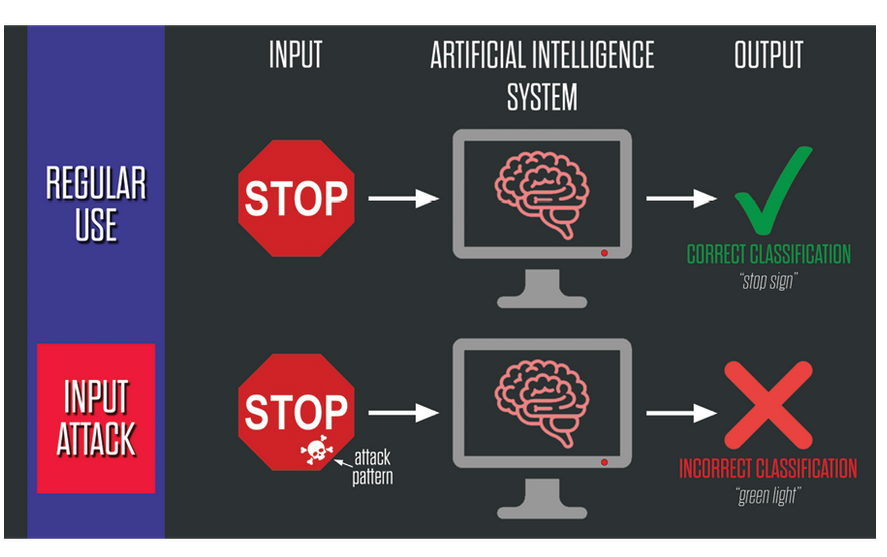 INPUT
ARTIFICIAL INTELLIGENCE
SYSTEM
OUTPUT
REGULAR
USE
STOP
CORRECT CLASSIFICATION
"stop sign"
INPUT
ATTACK
STOP
attack
pattern
INCORRECT CLASSIFICATION
"green light"